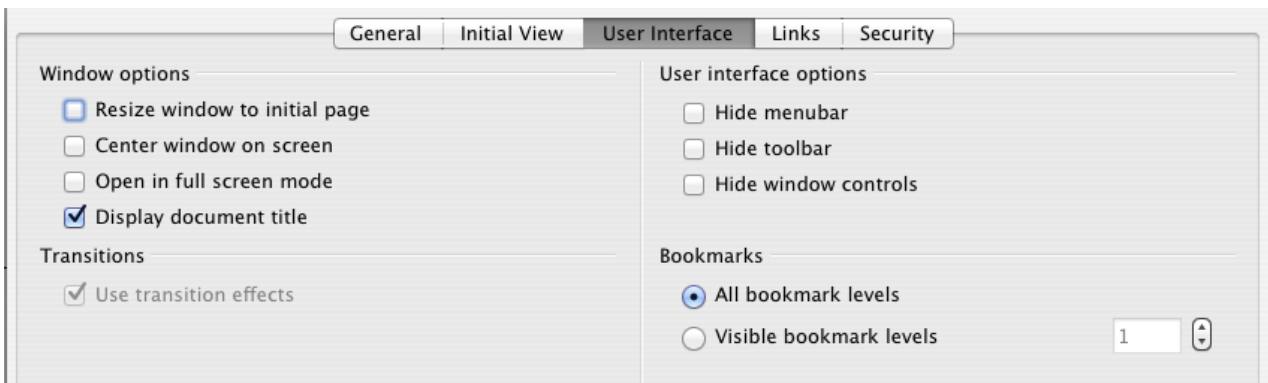 General Initial View User Interface Links Security
Window options
Resize window to initial page
Center window on screen
Open in full screen mode
Display document title
Transitions
Use transition effects
User interface options
Hide menubar
Hide toolbar
Hide window controls
Bookmarks
All bookmark levels
Visible bookmark levels 1